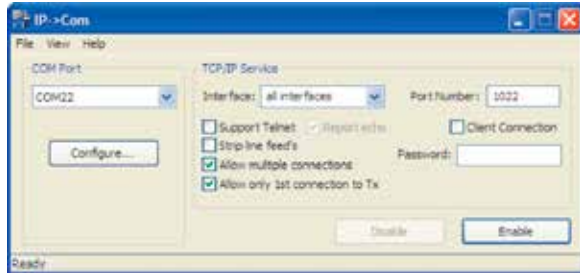 IP->Com
File View Help
COM Port
COM22
Configure...
TCP/IP Service
Interface: all interfaces Port Number: 1022
Support Telnet Report echo Client Connection
Strip line feed's
Password:
Allow multiple connections
Allow only 1st connection to Tx
Disable Enable
Ready